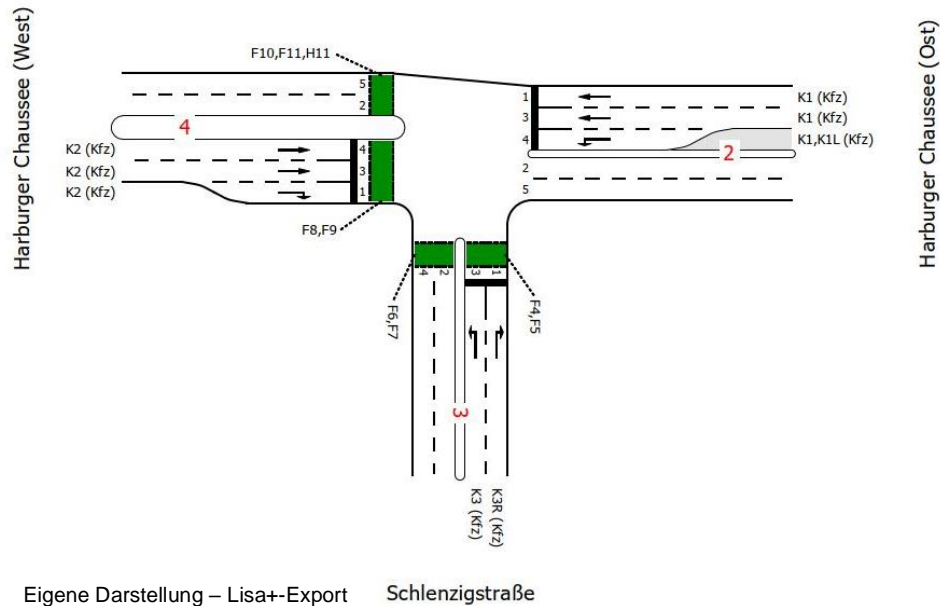 Harburger Chaussee (West)
F10,F11,H11
5
2
4
K2 (Kfz)
K2 (Kfz)
K2 (Kfz)
4
3
1
F8,F9
Harburger Chaussee (Ost)
1
3
4
K1 (Kfz)
K1 (Kfz)
K1,K1L (Kfz)
2
2
5
F6,F7
4
2
3
1
F4,F5
3
K3 (Kfz)
K3R (Kfz)
Eigene Darstellung – Lisa+-Export
Schlenzigstraße